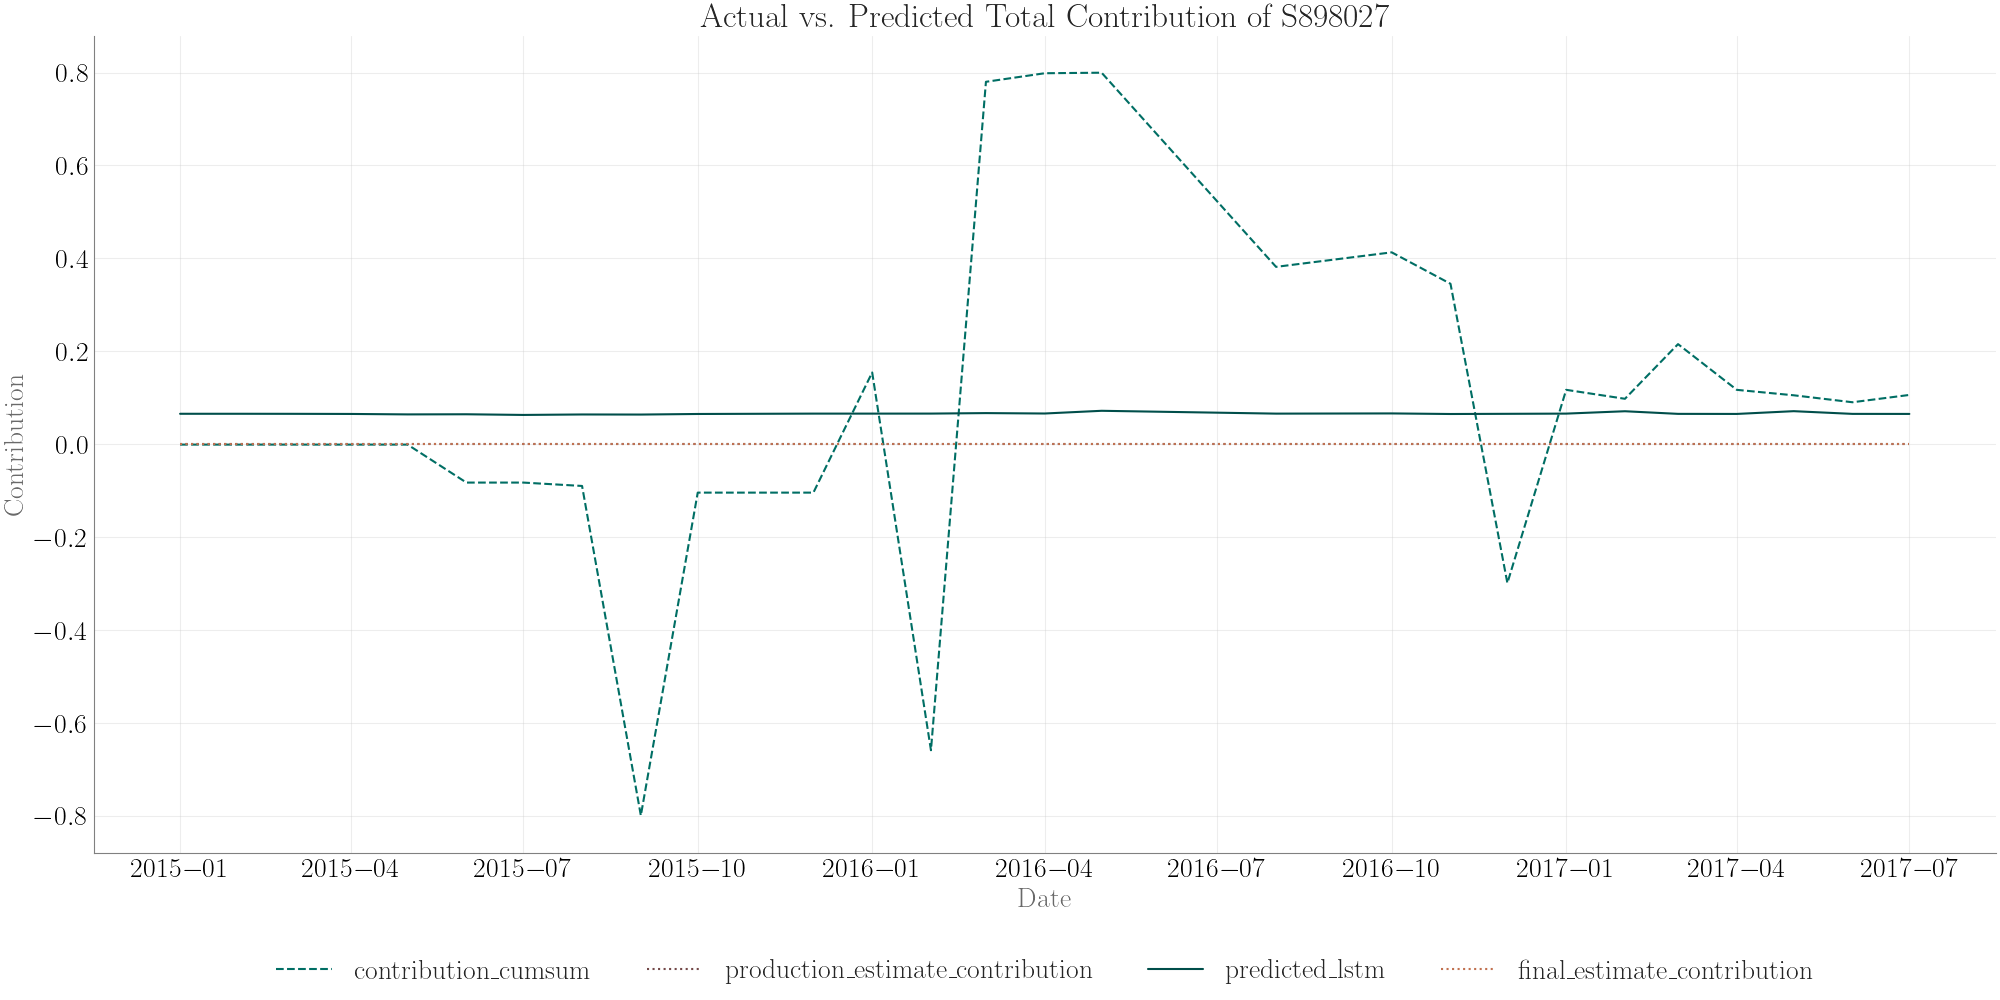 Actual vs. Predicted Total Contribution of S898027
0.8
0.6
0.4
0.2
0.0
−0.2
−0.4
−0.6
−0.8
Contribution
2015−01 2015−04 2015−07 2015−10 2016−01 2016−04 2016−07 2016−10 2017−01 2017−04 2017−07
Date
contribution_cumsum production_estimate_contribution predicted_lstm final_estimate_contribution